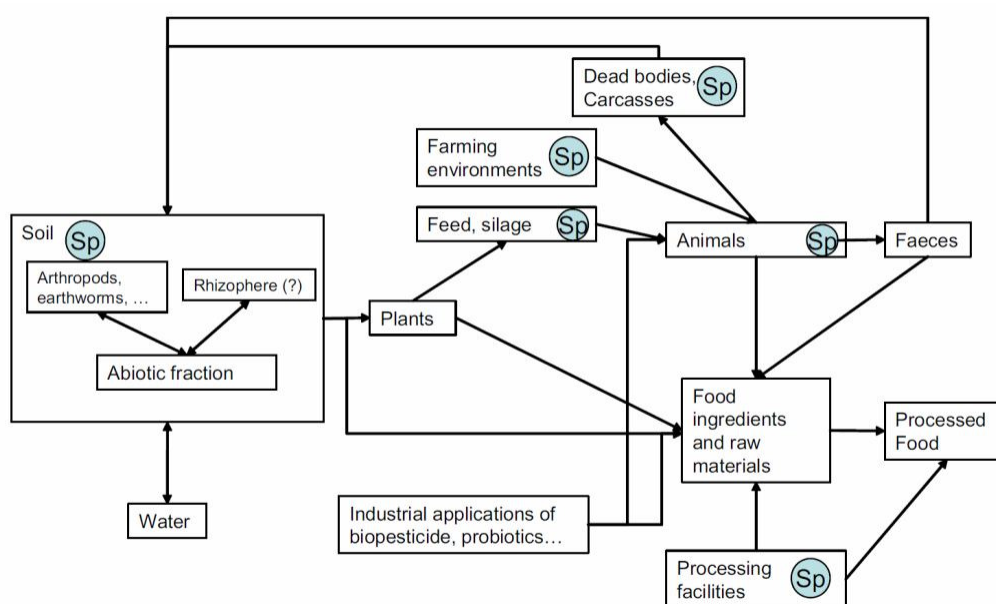 Dead bodies,
Carcasses
Sp
Farming
environments
Sp
Soil
Sp
Feed, silage
Sp
Animals
Sp
Faeces
Arthropods,
earthworms, …
Rhizophere (?)
Plants
Abiotic fraction
Food
ingredients
and raw
materials
Processed
Food
Water
Industrial applications of
biopesticide, probiotics…
Processing
facilities
Sp